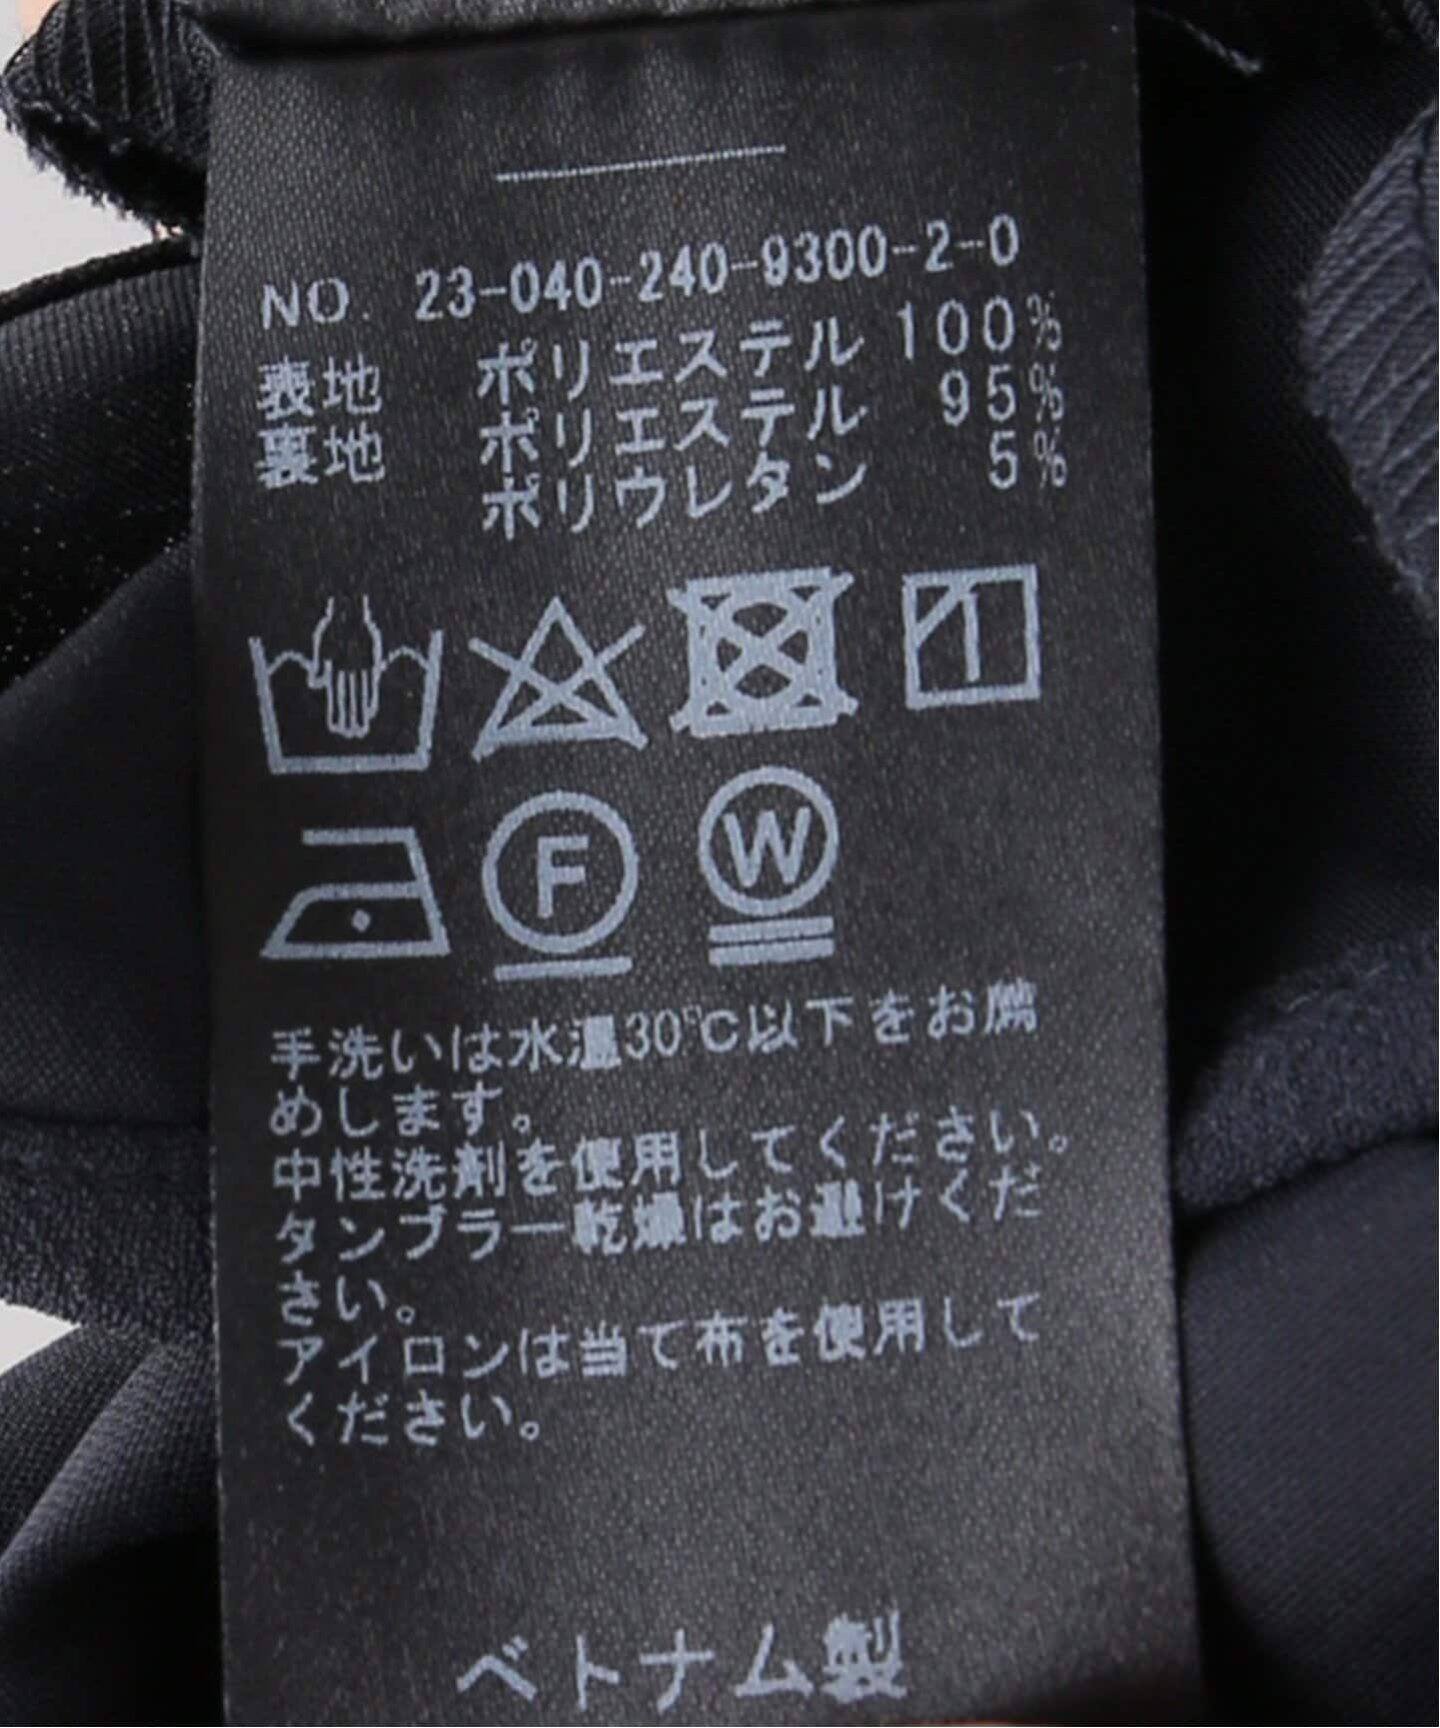 NO. 23-040-240-9300-2-0
表地 ポリエステル 100%
裏地 ポリエステル 95%
ポリウレタン 5%
F W
手洗いは水温30℃以下をお薦
めします。
中性洗剤を使用してください。
タンブラー乾燥はお避けくだ
さい。
アイロンは当て布を使用して
ください。
ベトナム製